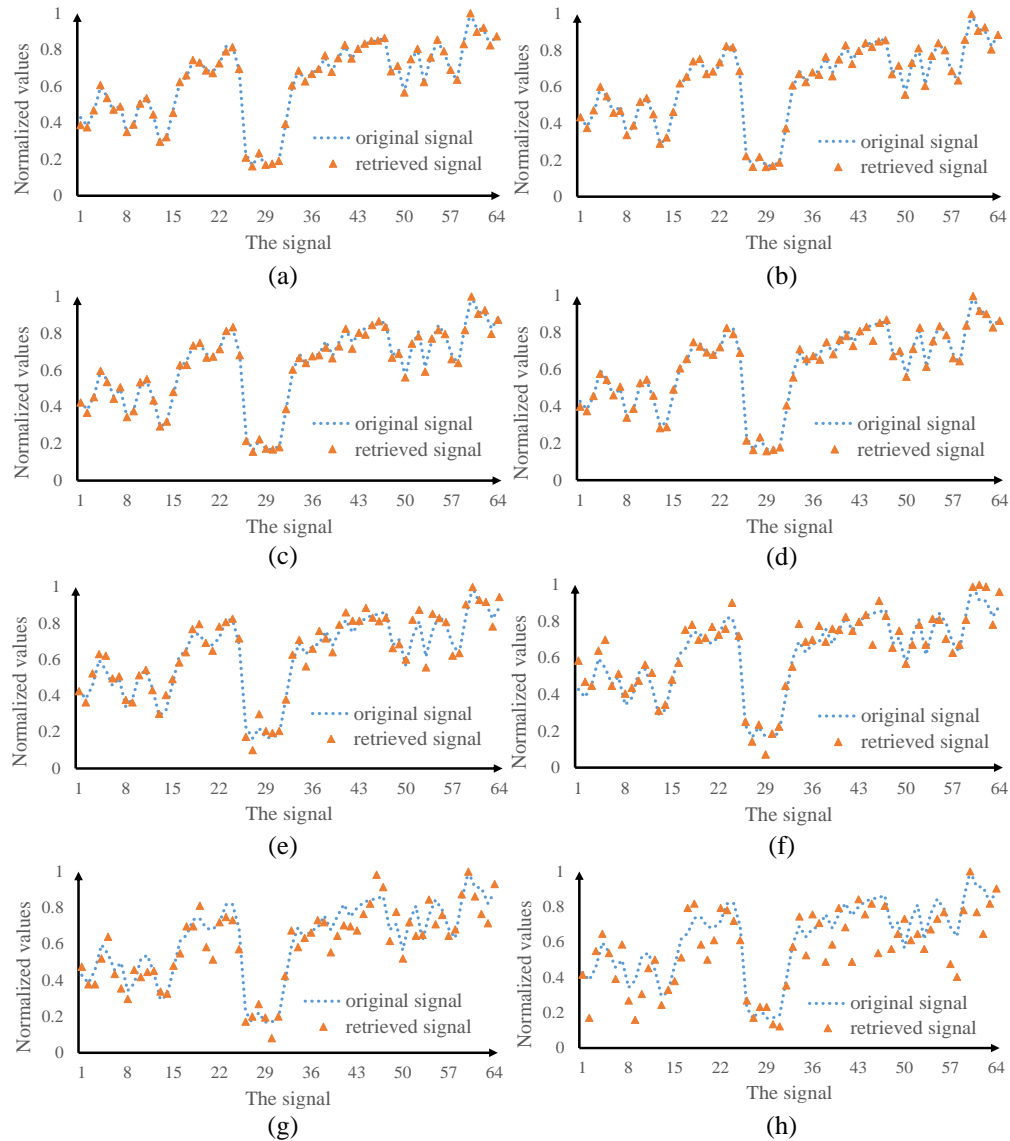 Normalized values
1
0.8
0.6
0.4
0.2
0
original signal
retrieved signal
1 8 15 22 29 36 43 50 57 64
The signal
(a)
Normalized values
1
0.8
0.6
0.4
0.2
0
original signal
retrieved signal
1 8 15 22 29 36 43 50 57 64
The signal
(b)
Normalized values
1
0.8
0.6
0.4
0.2
0
original signal
retrieved signal
1 8 15 22 29 36 43 50 57 64
The signal
(c)
Normalized values
1
0.8
0.6
0.4
0.2
0
original signal
retrieved signal
1 8 15 22 29 36 43 50 57 64
The signal
(d)
Normalized values
1
0.8
0.6
0.4
0.2
0
original signal
retrieved signal
1 8 15 22 29 36 43 50 57 64
The signal
(e)
Normalized values
1
0.8
0.6
0.4
0.2
0
original signal
retrieved signal
1 8 15 22 29 36 43 50 57 64
The signal
(f)
Normalized values
1
0.8
0.6
0.4
0.2
0
original signal
retrieved signal
1 8 15 22 29 36 43 50 57 64
The signal
(g)
Normalized values
1
0.8
0.6
0.4
0.2
0
original signal
retrieved signal
1 8 15 22 29 36 43 50 57 64
The signal
(h)